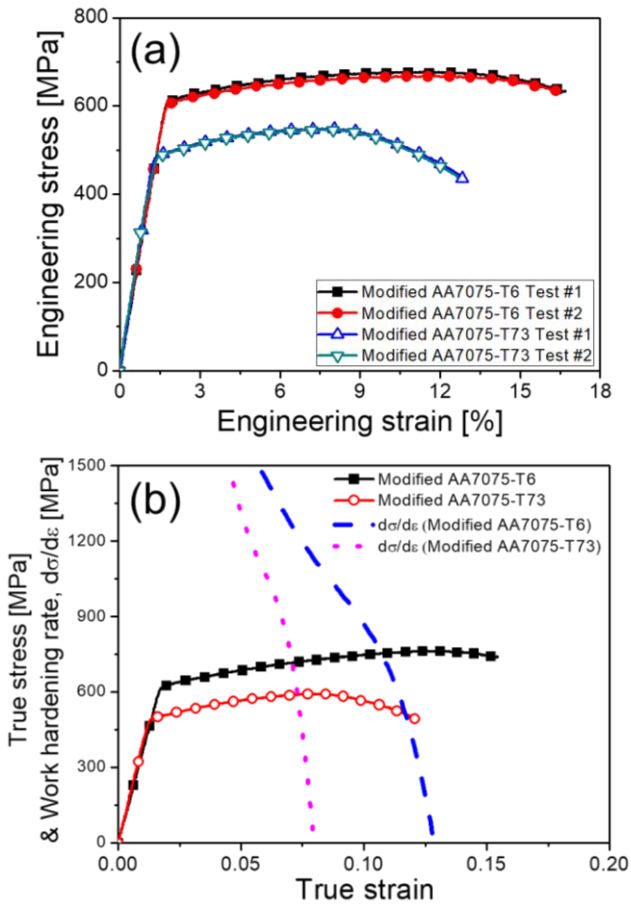 (a)
Engineering stress [MPa]
800
600
400
200
0
Modified AA7075-T6 Test #1
Modified AA7075-T6 Test #2
Modified AA7075-T73 Test #1
Modified AA7075-T73 Test #2
0 3 6 9 12 15 18
Engineering strain [%]
(b)
True stress [MPa]
& Work hardening rate, dσ/dε [MPa]
1500
1200
900
600
300
0
Modified AA7075-T6
Modified AA7075-T73
dσ/dε (Modified AA7075-T6)
dσ/dε (Modified AA7075-T73)
0.00 0.05 0.10 0.15 0.20
True strain